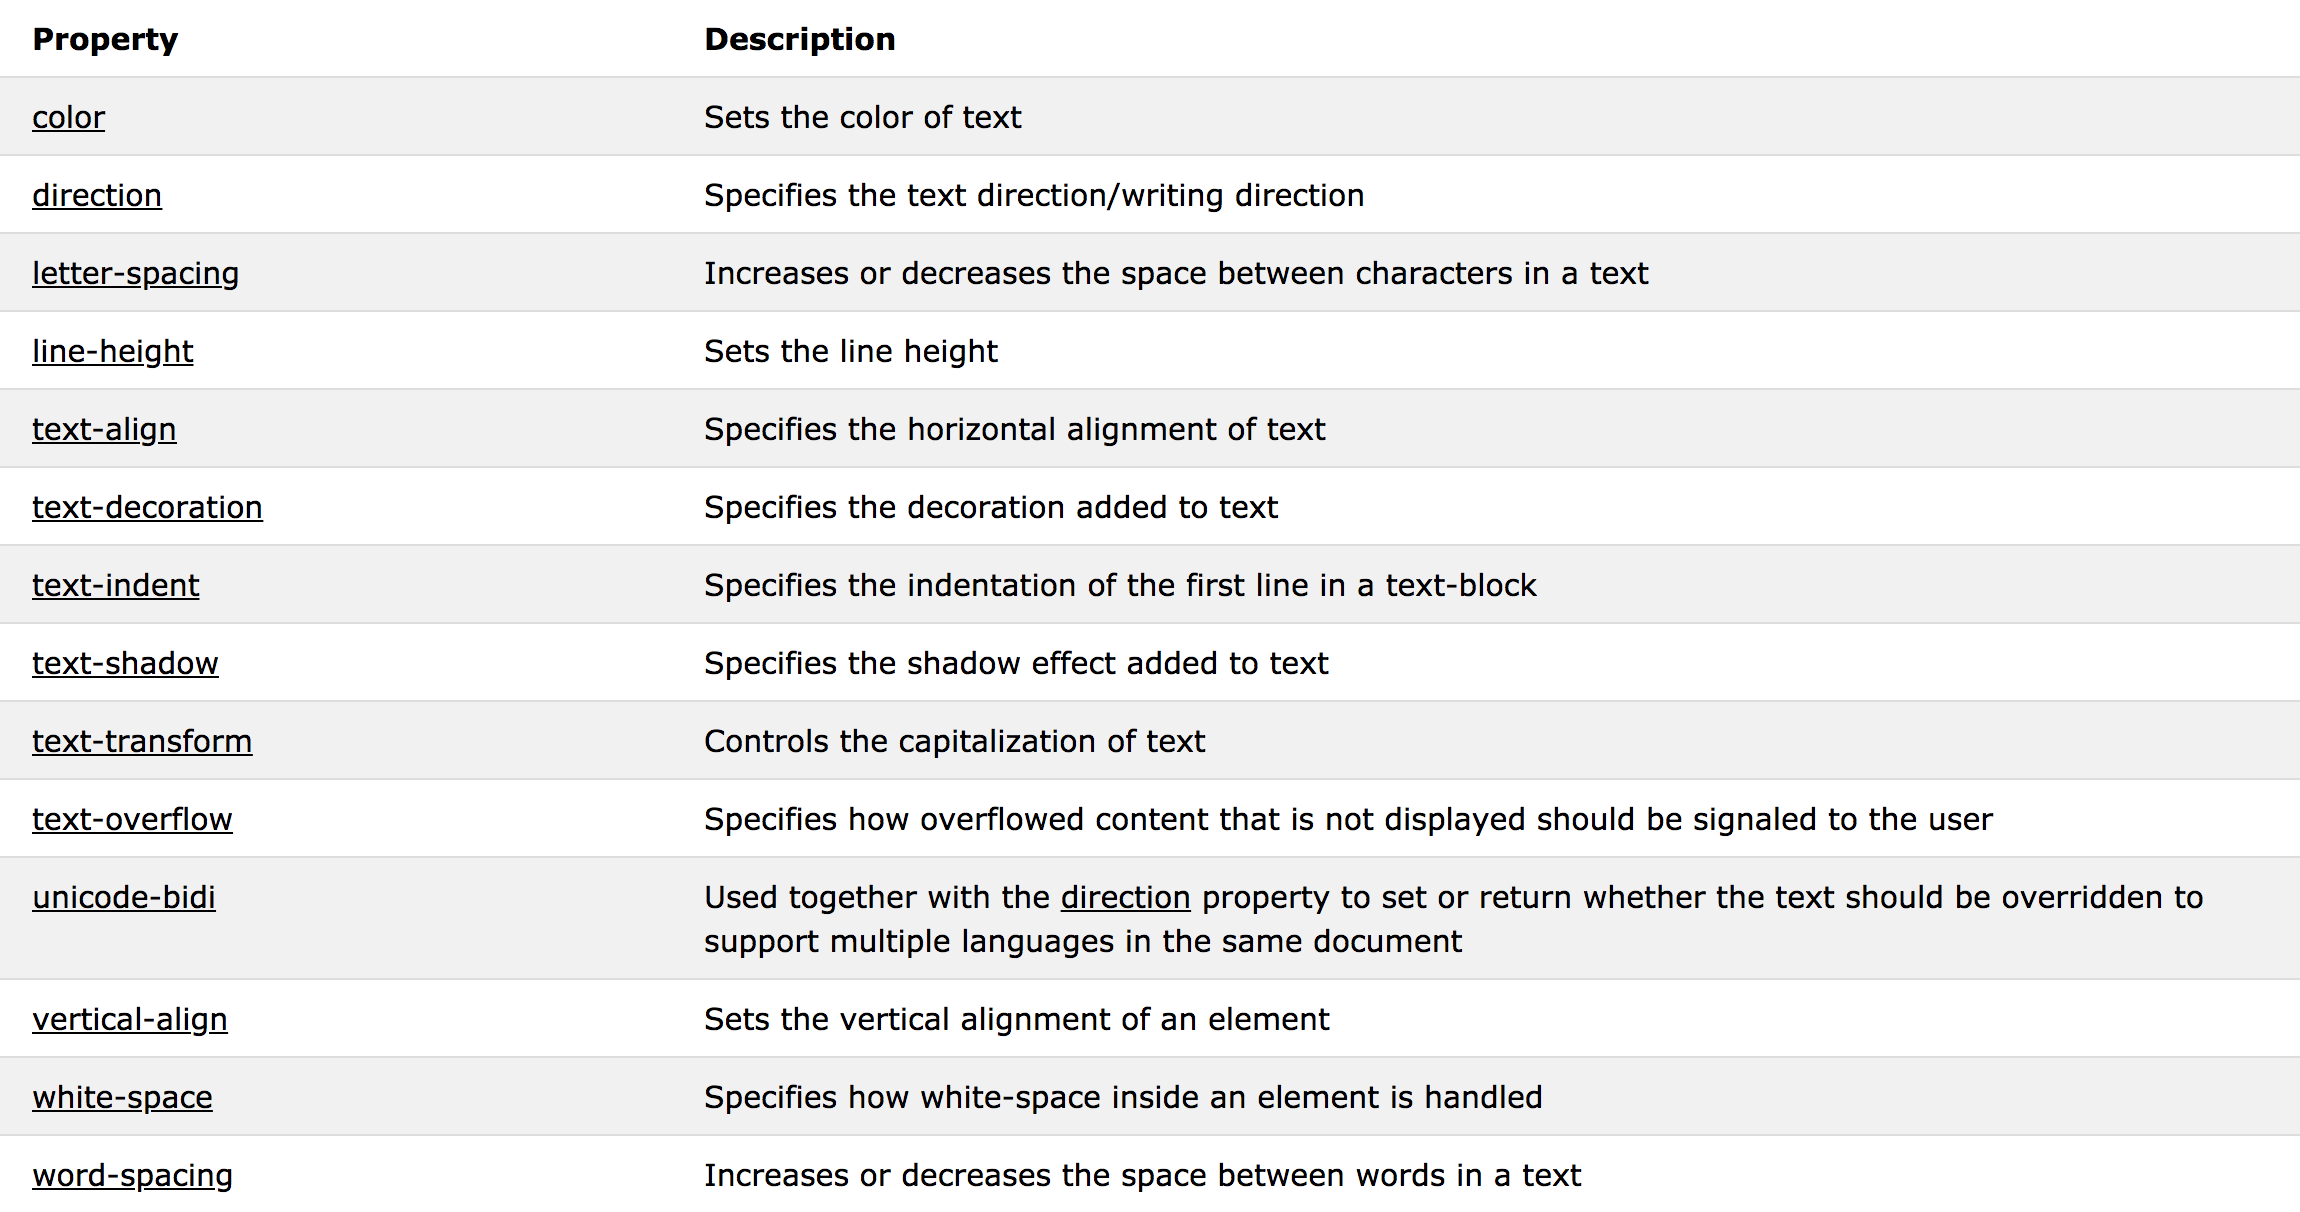 Property Description
color Sets the color of text
direction Specifies the text direction/writing direction
letter-spacing Increases or decreases the space between characters in a text
line-height Sets the line height
text-align Specifies the horizontal alignment of text
text-decoration Specifies the decoration added to text
text-indent Specifies the indentation of the first line in a text-block
text-shadow Specifies the shadow effect added to text
text-transform Controls the capitalization of text
text-overflow Specifies how overflowed content that is not displayed should be signaled to the user
unicode-bidi Used together with the direction property to set or return whether the text should be overridden to
support multiple languages in the same document
vertical-align Sets the vertical alignment of an element
white-space Specifies how white-space inside an element is handled
word-spacing Increases or decreases the space between words in a text